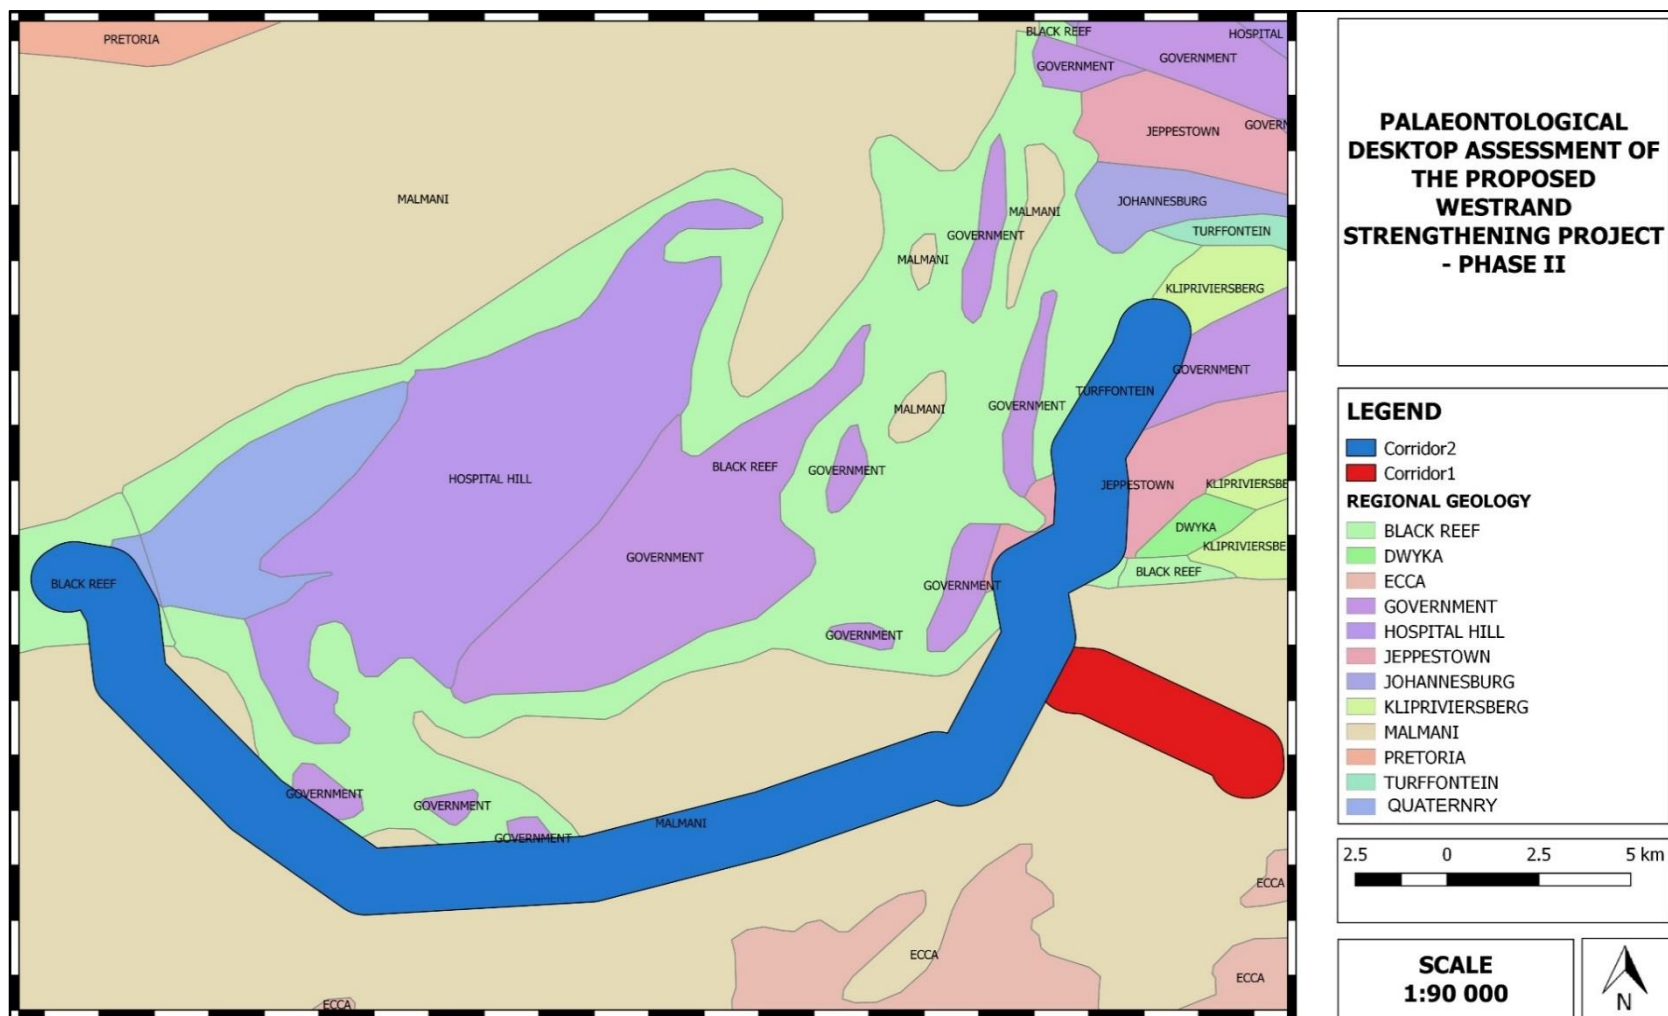 PRETORIA
BLACK REEF
HOSPITAL
GOVERNMENT
GOVERNMENT
JEPPESTOWN
GOVERN
MALMANI
JOHANNESBURG
MALMANI
TURFFONTEIN
GOVERNMENT
MALMANI
KLIPRIVIERSBERG
GOVERNMENT
TURFFONTEIN
MALMANI
GOVERNMENT
BLACK REEF
GOVERNMENT
HOSPITAL HILL
JEPPESTOWN
KLIPRIVIERSBE
DWYKA
KLIPRIVIERSBE
GOVERNMENT
BLACK REEF
BLACK REEF
GOVERNMENT
GOVERNMENT
GOVERNMENT
GOVERNMENT
MALMANI
GOVERNMENT
ECCA
ECCA
ECCA
ECCA
PALAEONTOLOGICAL
DESKTOP ASSESSMENT OF
THE PROPOSED
WESTRAND
STRENGTHENING PROJECT
- PHASE II
LEGEND
Corridor2
Corridor1
REGIONAL GEOLOGY
BLACK REEF
DWYKA
ECCA
GOVERNMENT
HOSPITAL HILL
JEPPESTOWN
JOHANNESBURG
KLIPRIVIERSBERG
MALMANI
PRETORIA
TURFFONTEIN
QUATERNRY
2.5 0 2.5 5 km
SCALE
1:90 000
N